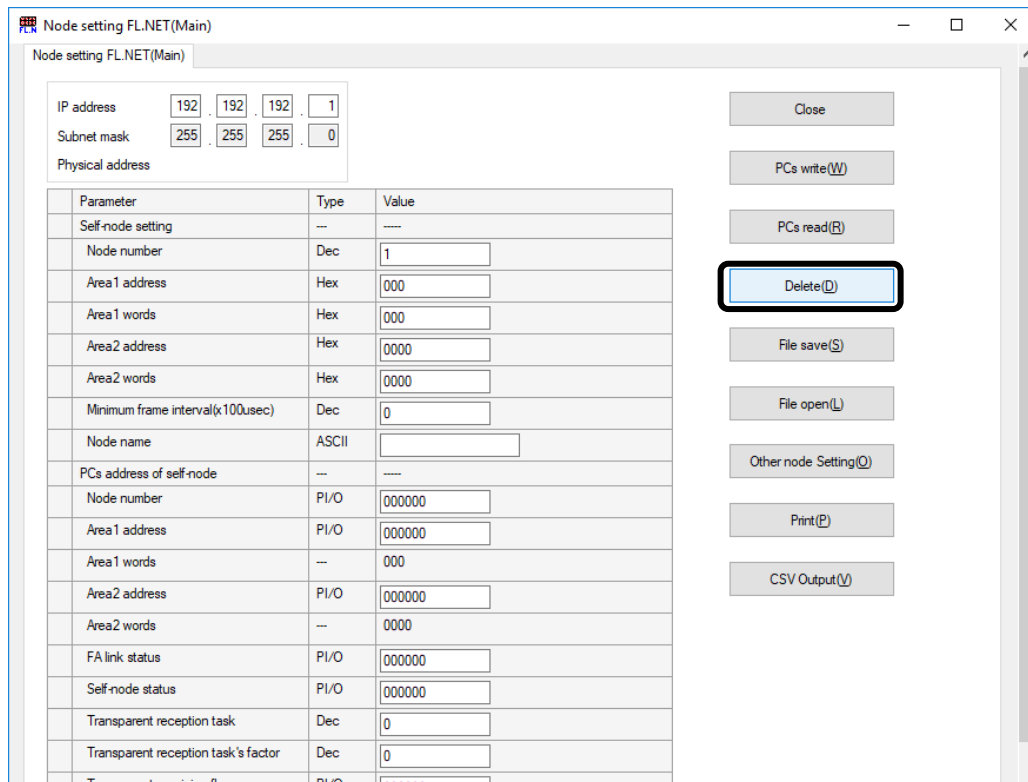 FL.N Node setting FL.NET(Main)
Node setting FL.NET(Main)
IP address 192 . 192 . 192 . 1
Subnet mask 255 . 255 . 255 . 0
Physical address
Parameter Type Value
Self-node setting --- -----
Node number Dec 1
Area1 address Hex 000
Area1 words Hex 000
Area2 address Hex 0000
Area2 words Hex 0000
Minimum frame interval(x100usec) Dec 0
Node name ASCII
PCs address of self-node --- -----
Node number PI/O 000000
Area1 address PI/O 000000
Area1 words --- 000
Area2 address PI/O 000000
Area2 words --- 0000
FA link status PI/O 000000
Self-node status PI/O 000000
Transparent reception task Dec 0
Transparent reception task's factor Dec 0
Close
PCs write(W)
PCs read(R)
Delete(D)
File save(S)
File open(L)
Other node Setting(O)
Print(P)
CSV Output(V)